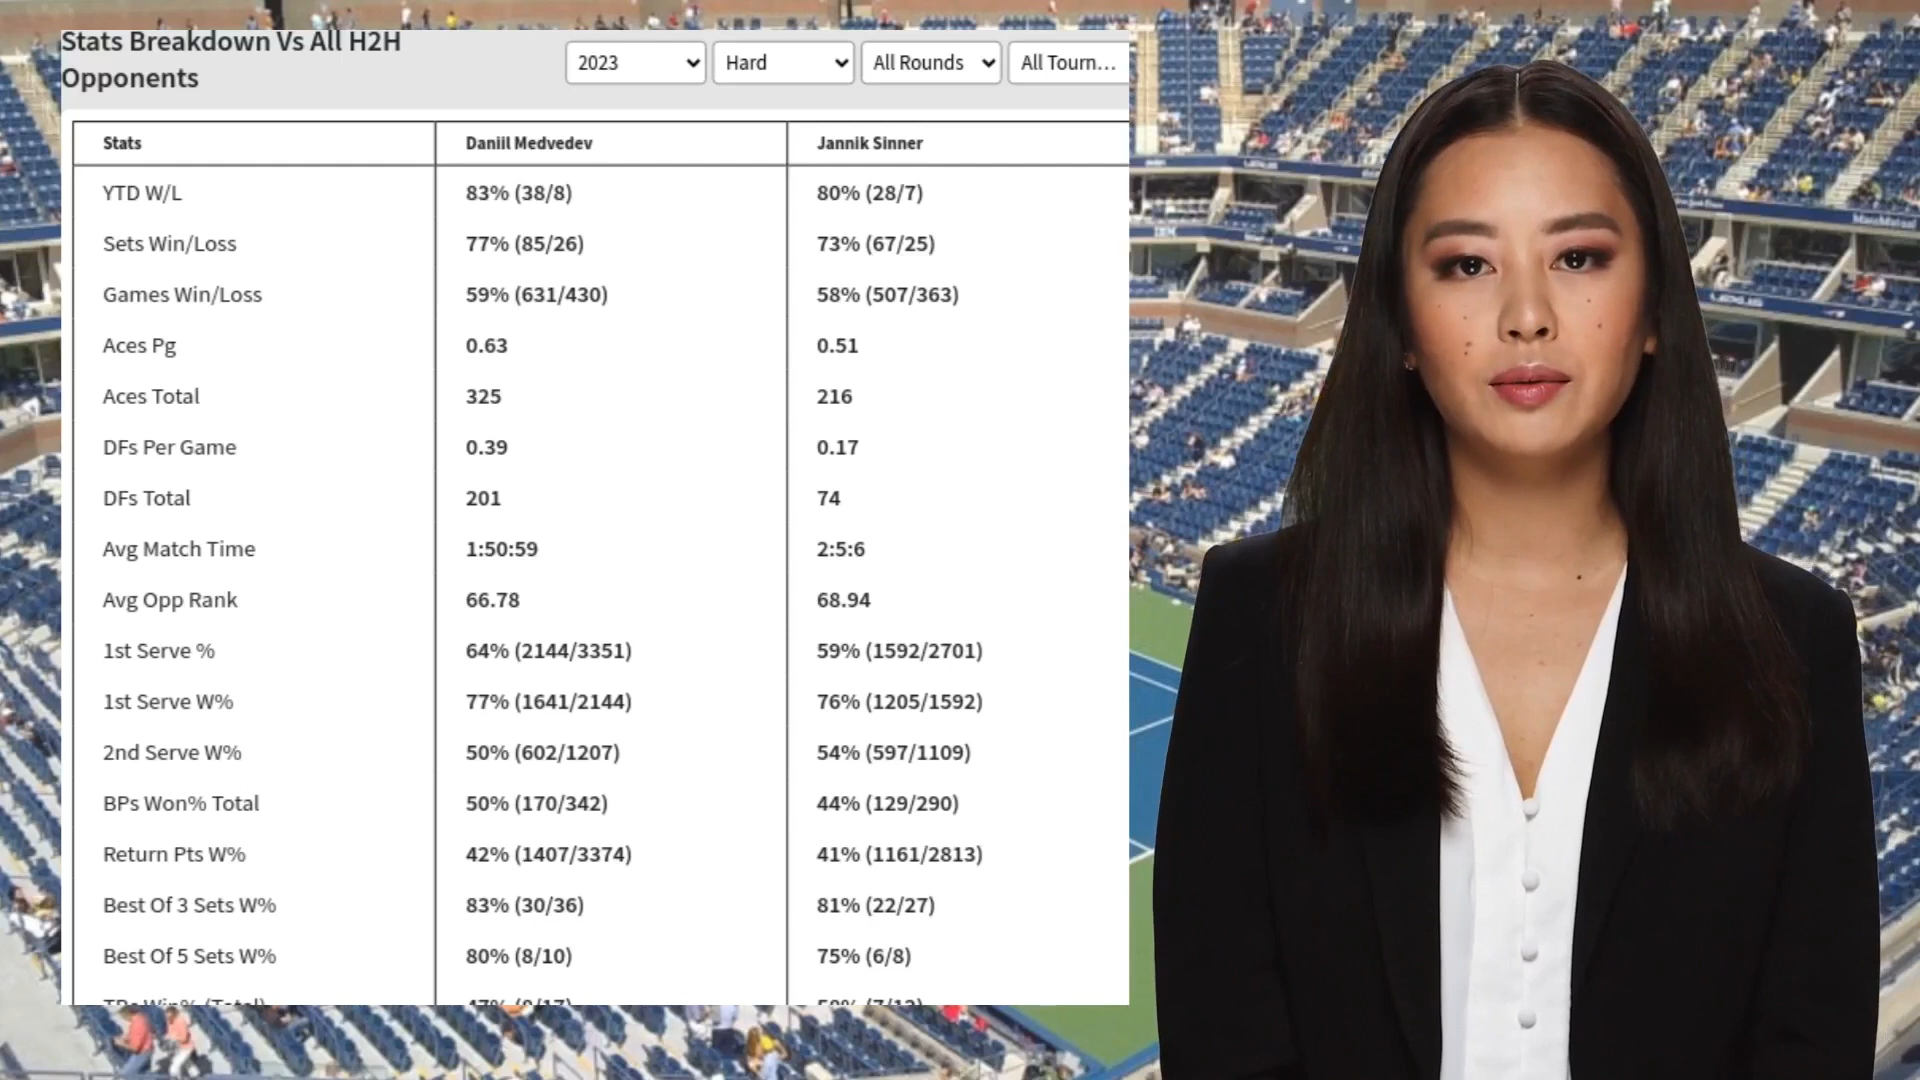 Stats Breakdown Vs All H2H
Opponents
2023
Hard
All Rounds
All Tourn...
Stats Daniil Medvedev Jannik Sinner
YTD W/L 83% (38/8) 80% (28/7)
Sets Win/Loss 77% (85/26) 73% (67/25)
Games Win/Loss 59% (631/430) 58% (507/363)
Aces Pg 0.63 0.51
Aces Total 325 216
DFs Per Game 0.39 0.17
DFs Total 201 74
Avg Match Time 1:50:59 2:5:6
Avg Opp Rank 66.78 68.94
1st Serve % 64% (2144/3351) 59% (1592/2701)
1st Serve W% 77% (1641/2144) 76% (1205/1592)
2nd Serve W% 50% (602/1207) 54% (597/1109)
BPs Won% Total 50% (170/342) 44% (129/290)
Return Pts W% 42% (1407/3374) 41% (1161/2813)
Best Of 3 Sets W% 83% (30/36) 81% (22/27)
Best Of 5 Sets W% 80% (8/10) 75% (6/8)
IBM